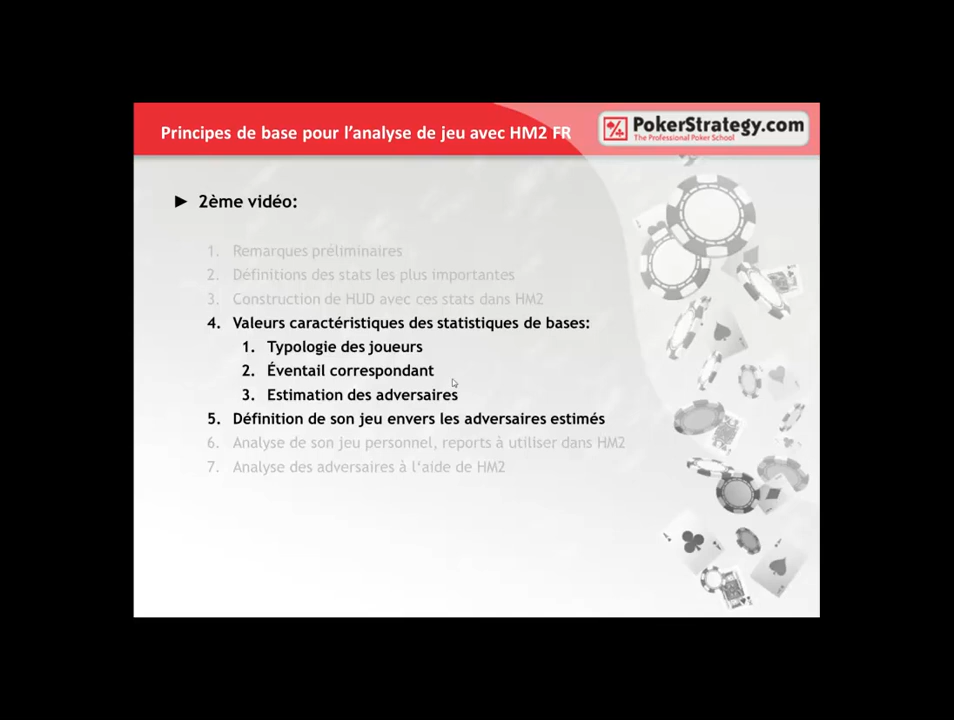 Principes de base pour l'analyse de jeu avec HM2 FR
PokerStrategy.com
The Professional Poker School
► 2ème vidéo:
1. Remarques préliminaires
2. Définitions des stats les plus importantes
3. Construction de HUD avec ces stats dans HM2
4. Valeurs caractéristiques des statistiques de bases:
1. Typologie des joueurs
2. Éventail correspondant
3. Estimation des adversaires
5. Définition de son jeu envers les adversaires estimés
6. Analyse de son jeu personnel, reports à utiliser dans HM2
7. Analyse des adversaires à l'aide de HM2